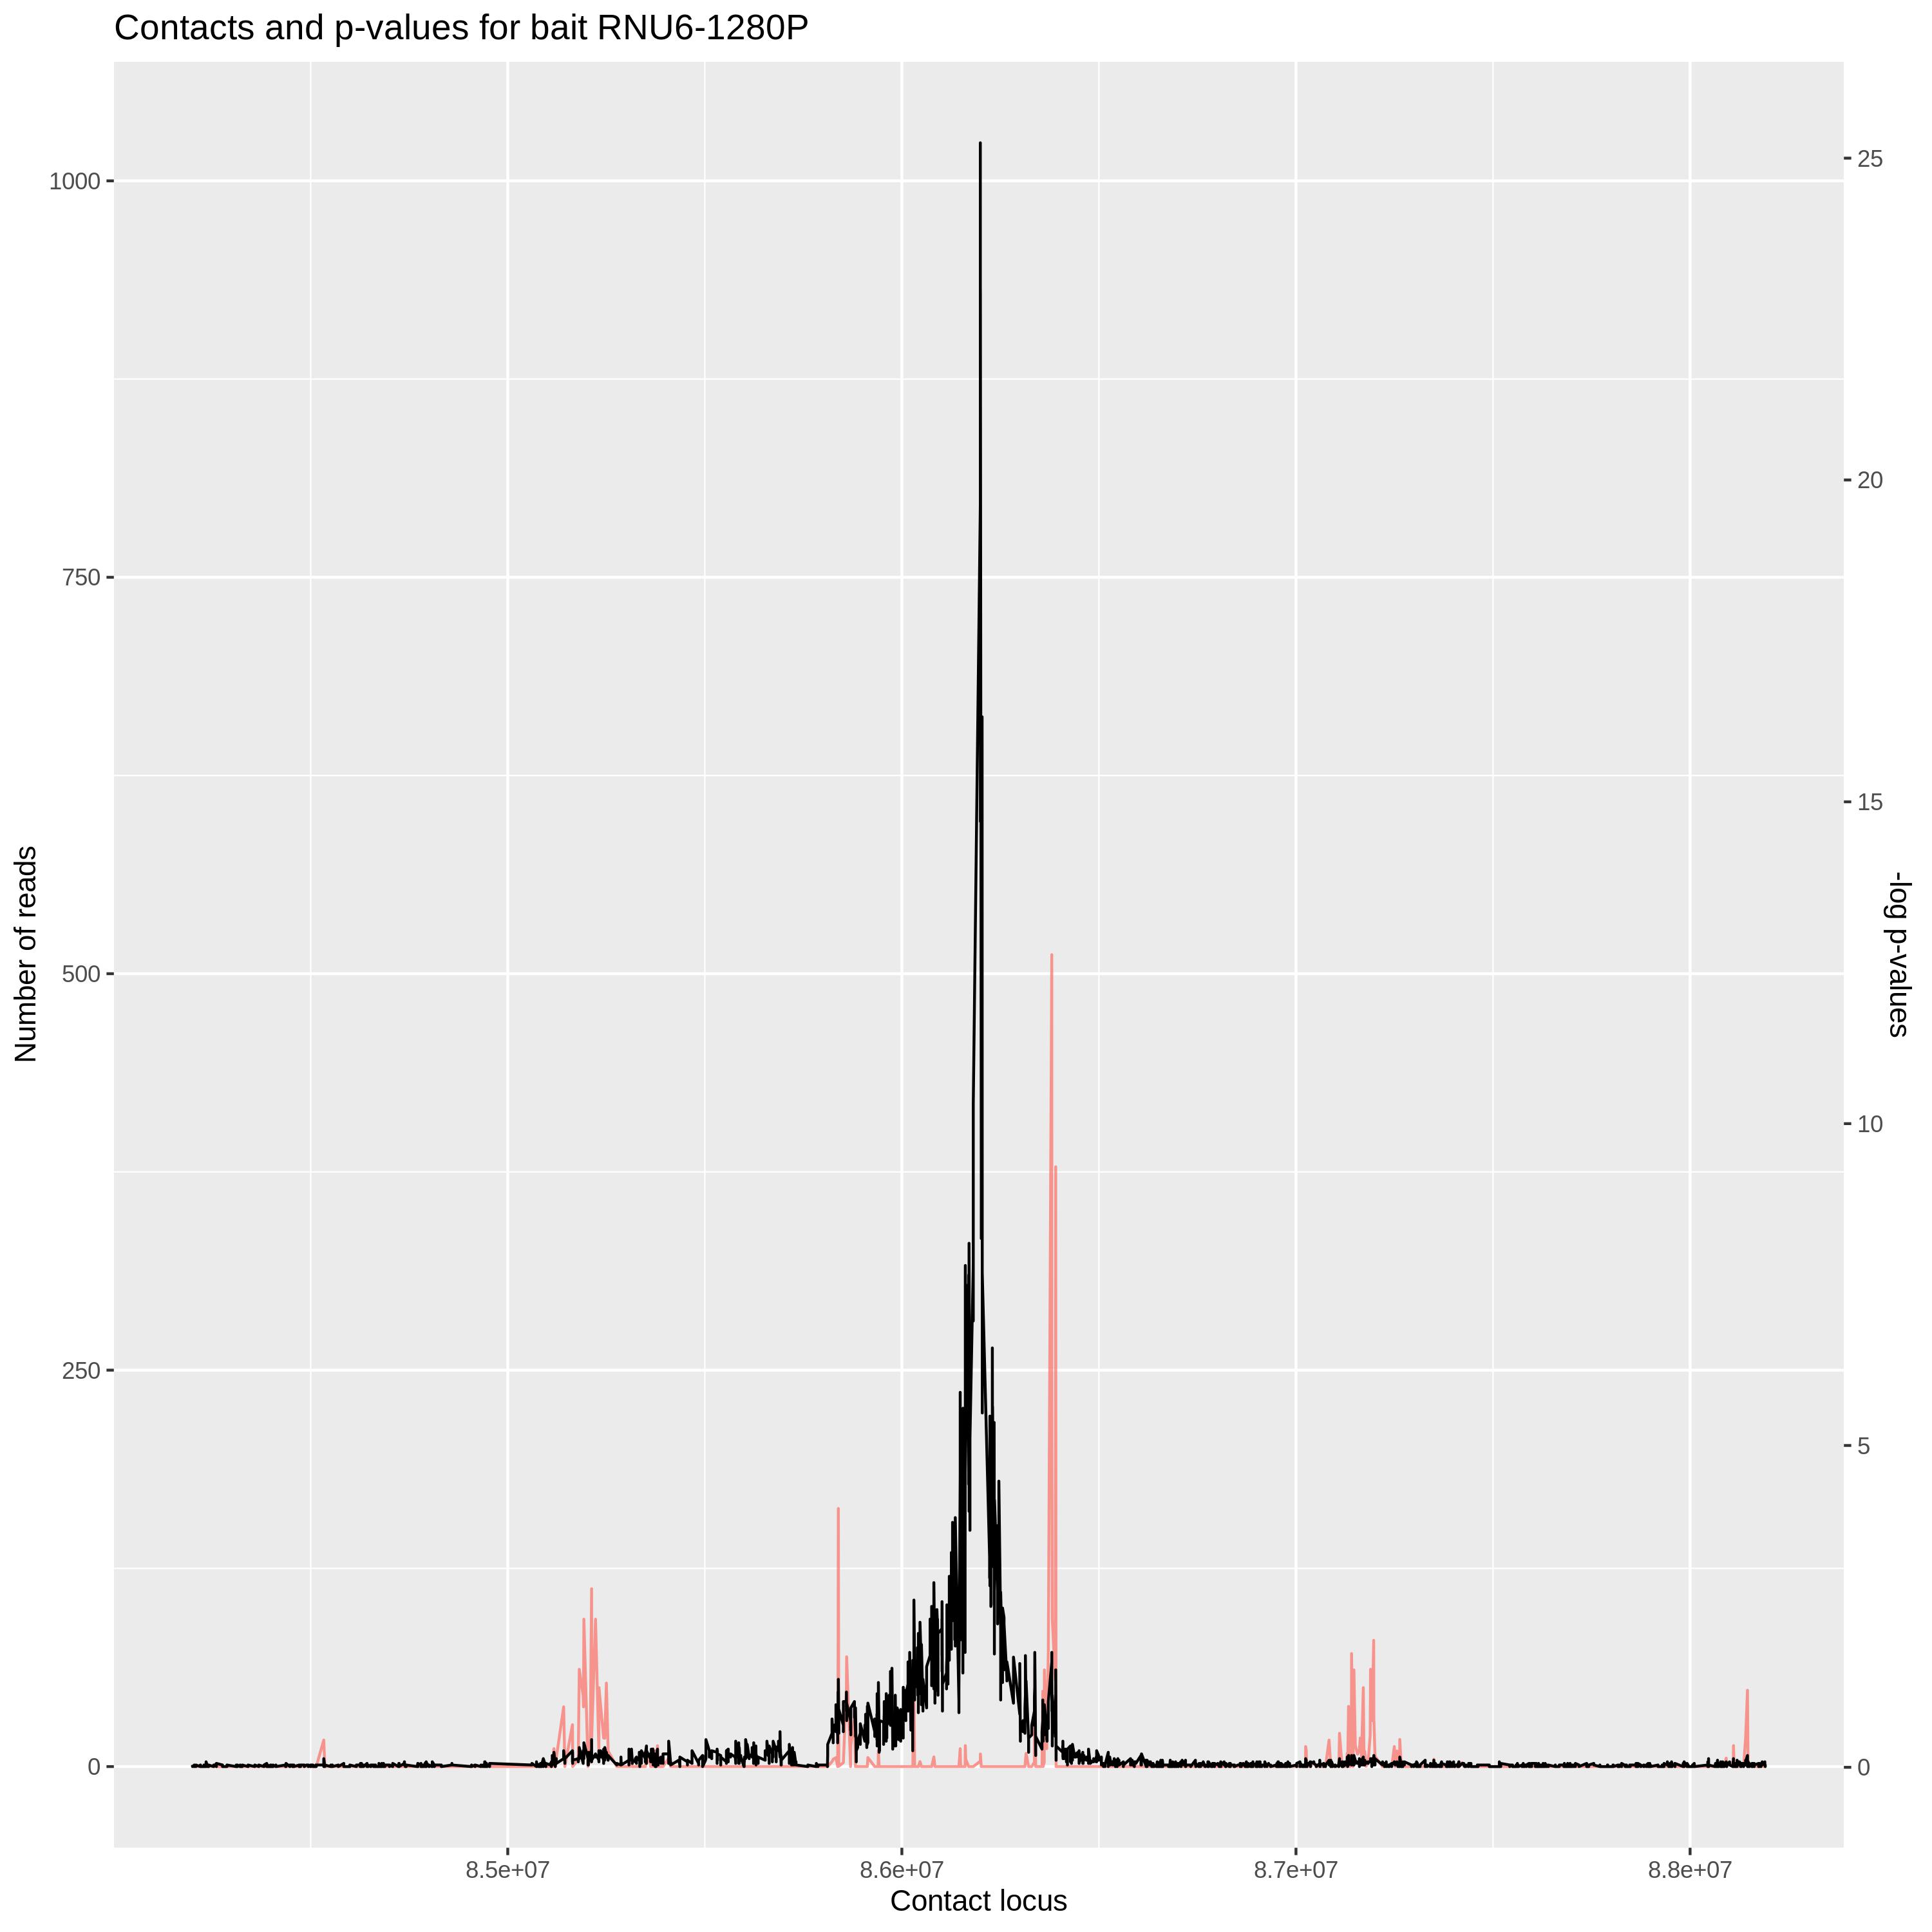 Contacts and p-values for bait RNU6-1280P
1000
750
500
250
0
Number of reads
25
20
15
10
5
0
-log p-values
8.5e+07
8.6e+07
8.7e+07
8.8e+07
Contact locus